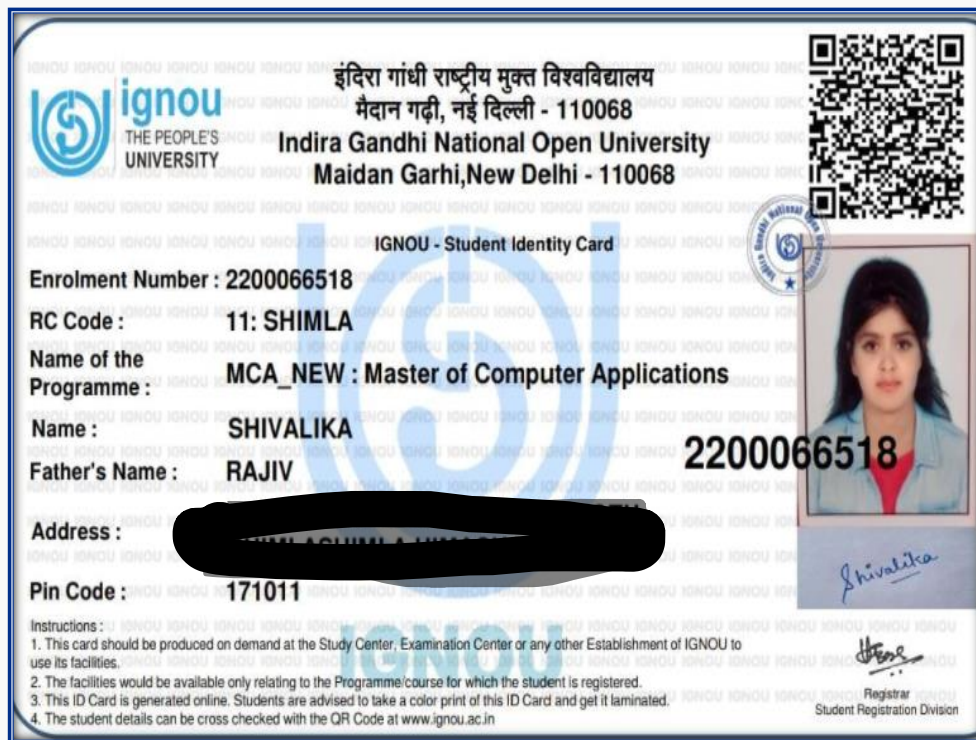 ignou
THE PEOPLE'S
UNIVERSITY
इंदिरा गांधी राष्ट्रीय मुक्त विश्वविद्यालय
मैदान गढ़ी, नई दिल्ली - 110068
Indira Gandhi National Open University
Maidan Garhi,New Delhi - 110068
IGNOU - Student Identity Card
Indira Gandhi National Open University
Enrolment Number : 2200066518
RC Code : 11: SHIMLA
Name of the
Programme : MCA_NEW : Master of Computer Applications
Name : SHIVALIKA
Father's Name : RAJIV
2200066518
Address :
Shivalika
Pin Code : 171011
Instructions :
1. This card should be produced on demand at the Study Center, Examination Center or any other Establishment of IGNOU to
use its facilities.
2. The facilities would be available only relating to the Programme/course for which the student is registered.
3. This ID Card is generated online. Students are advised to take a color print of this ID Card and get it laminated.
4. The student details can be cross checked with the QR Code at www.ignou.ac.in
IGNOU
Registrar
Student Registration Division